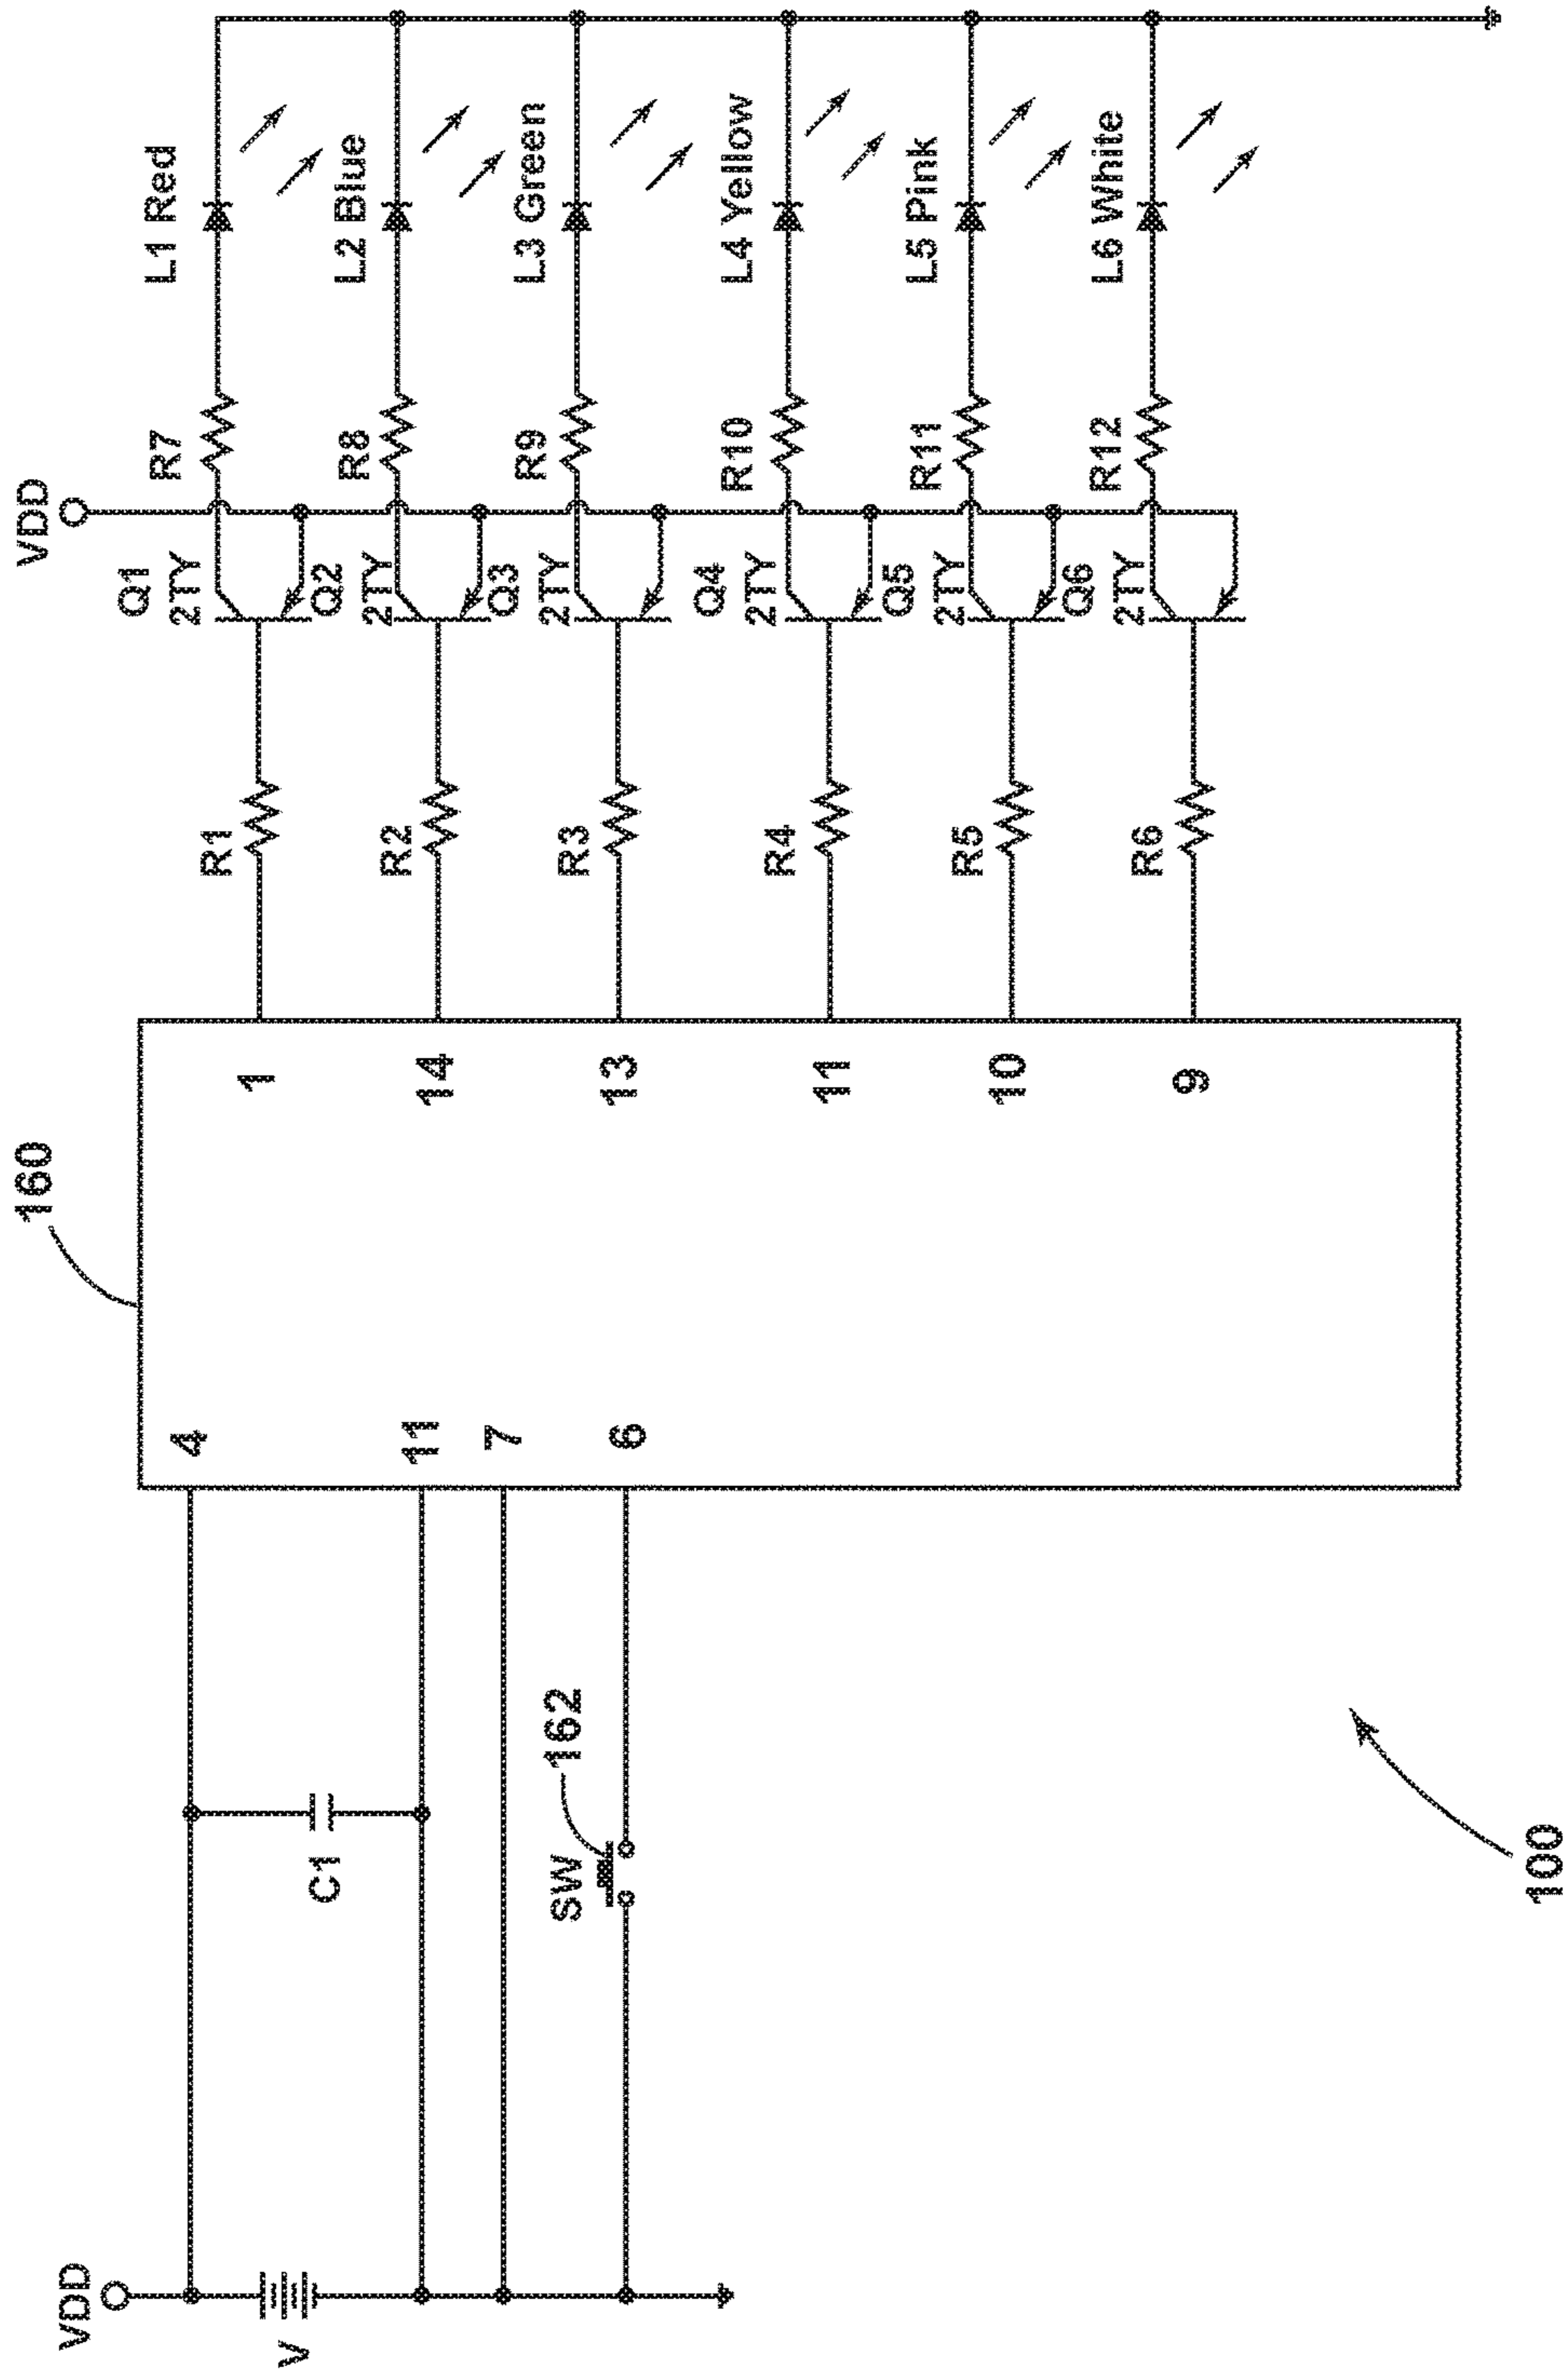 VDD
V
C1
SW
162
4
11
7
6
160
1
14
13
11
10
9
R1
R2
R3
R4
R5
R6
VDD
Q1
2TY
Q2
2TY
Q3
2TY
Q4
2TY
Q5
2TY
Q6
2TY
R7
R8
R9
R10
R11
R12
L1 Red
L2 Blue
L3 Green
L4 Yellow
L5 Pink
L6 White
100